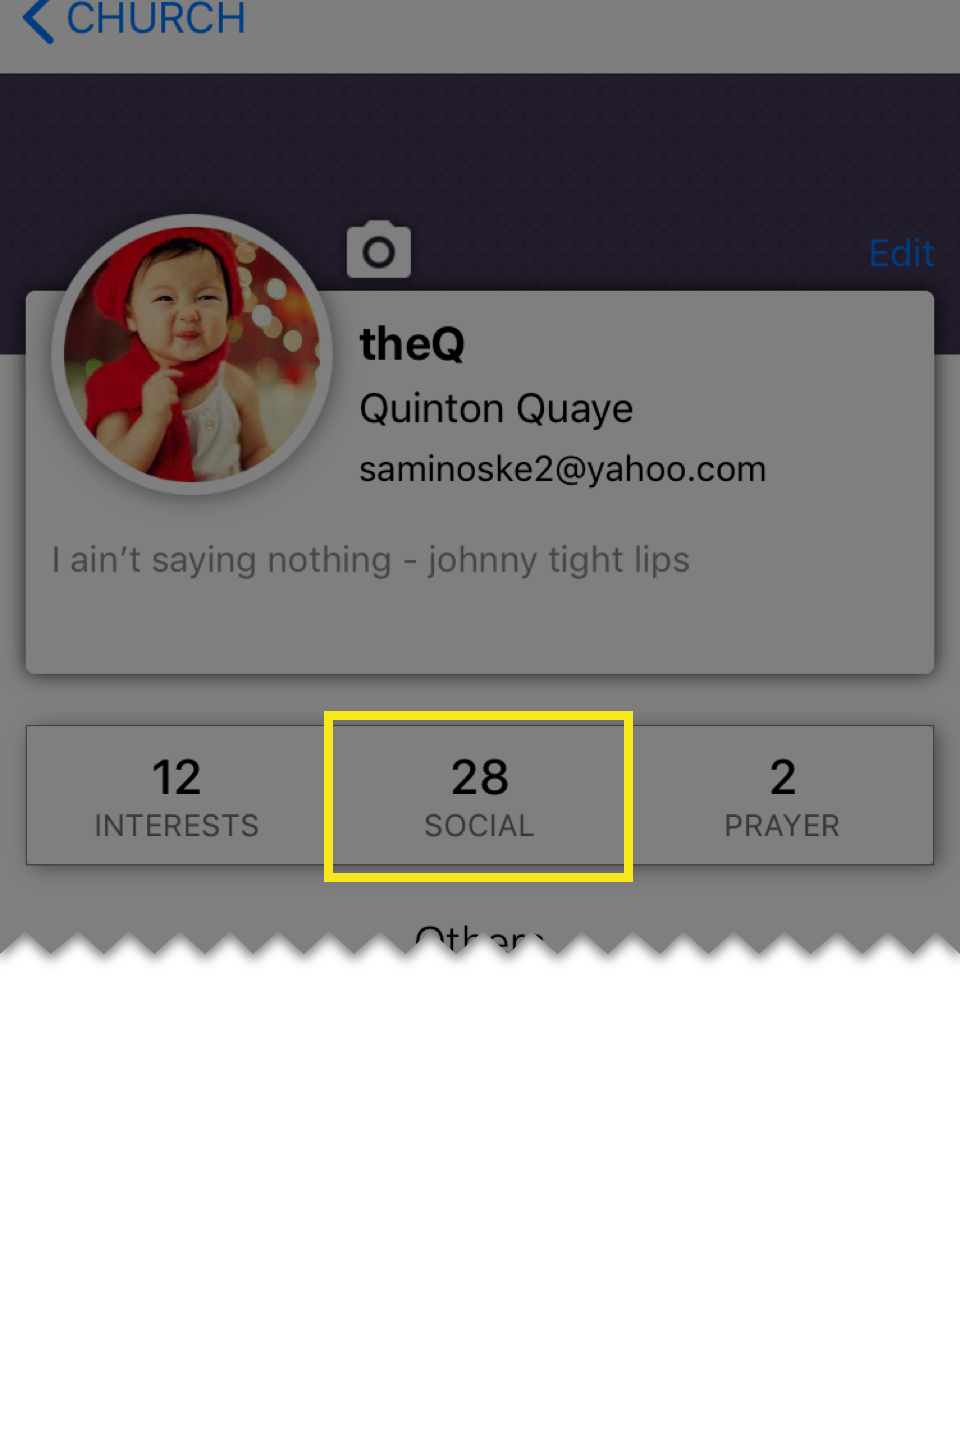 CHURCH
Edit
theQ
Quinton Quaye
saminoske2@yahoo.com
I ain’t saying nothing - johnny tight lips
12
INTERESTS
28
SOCIAL
2
PRAYER